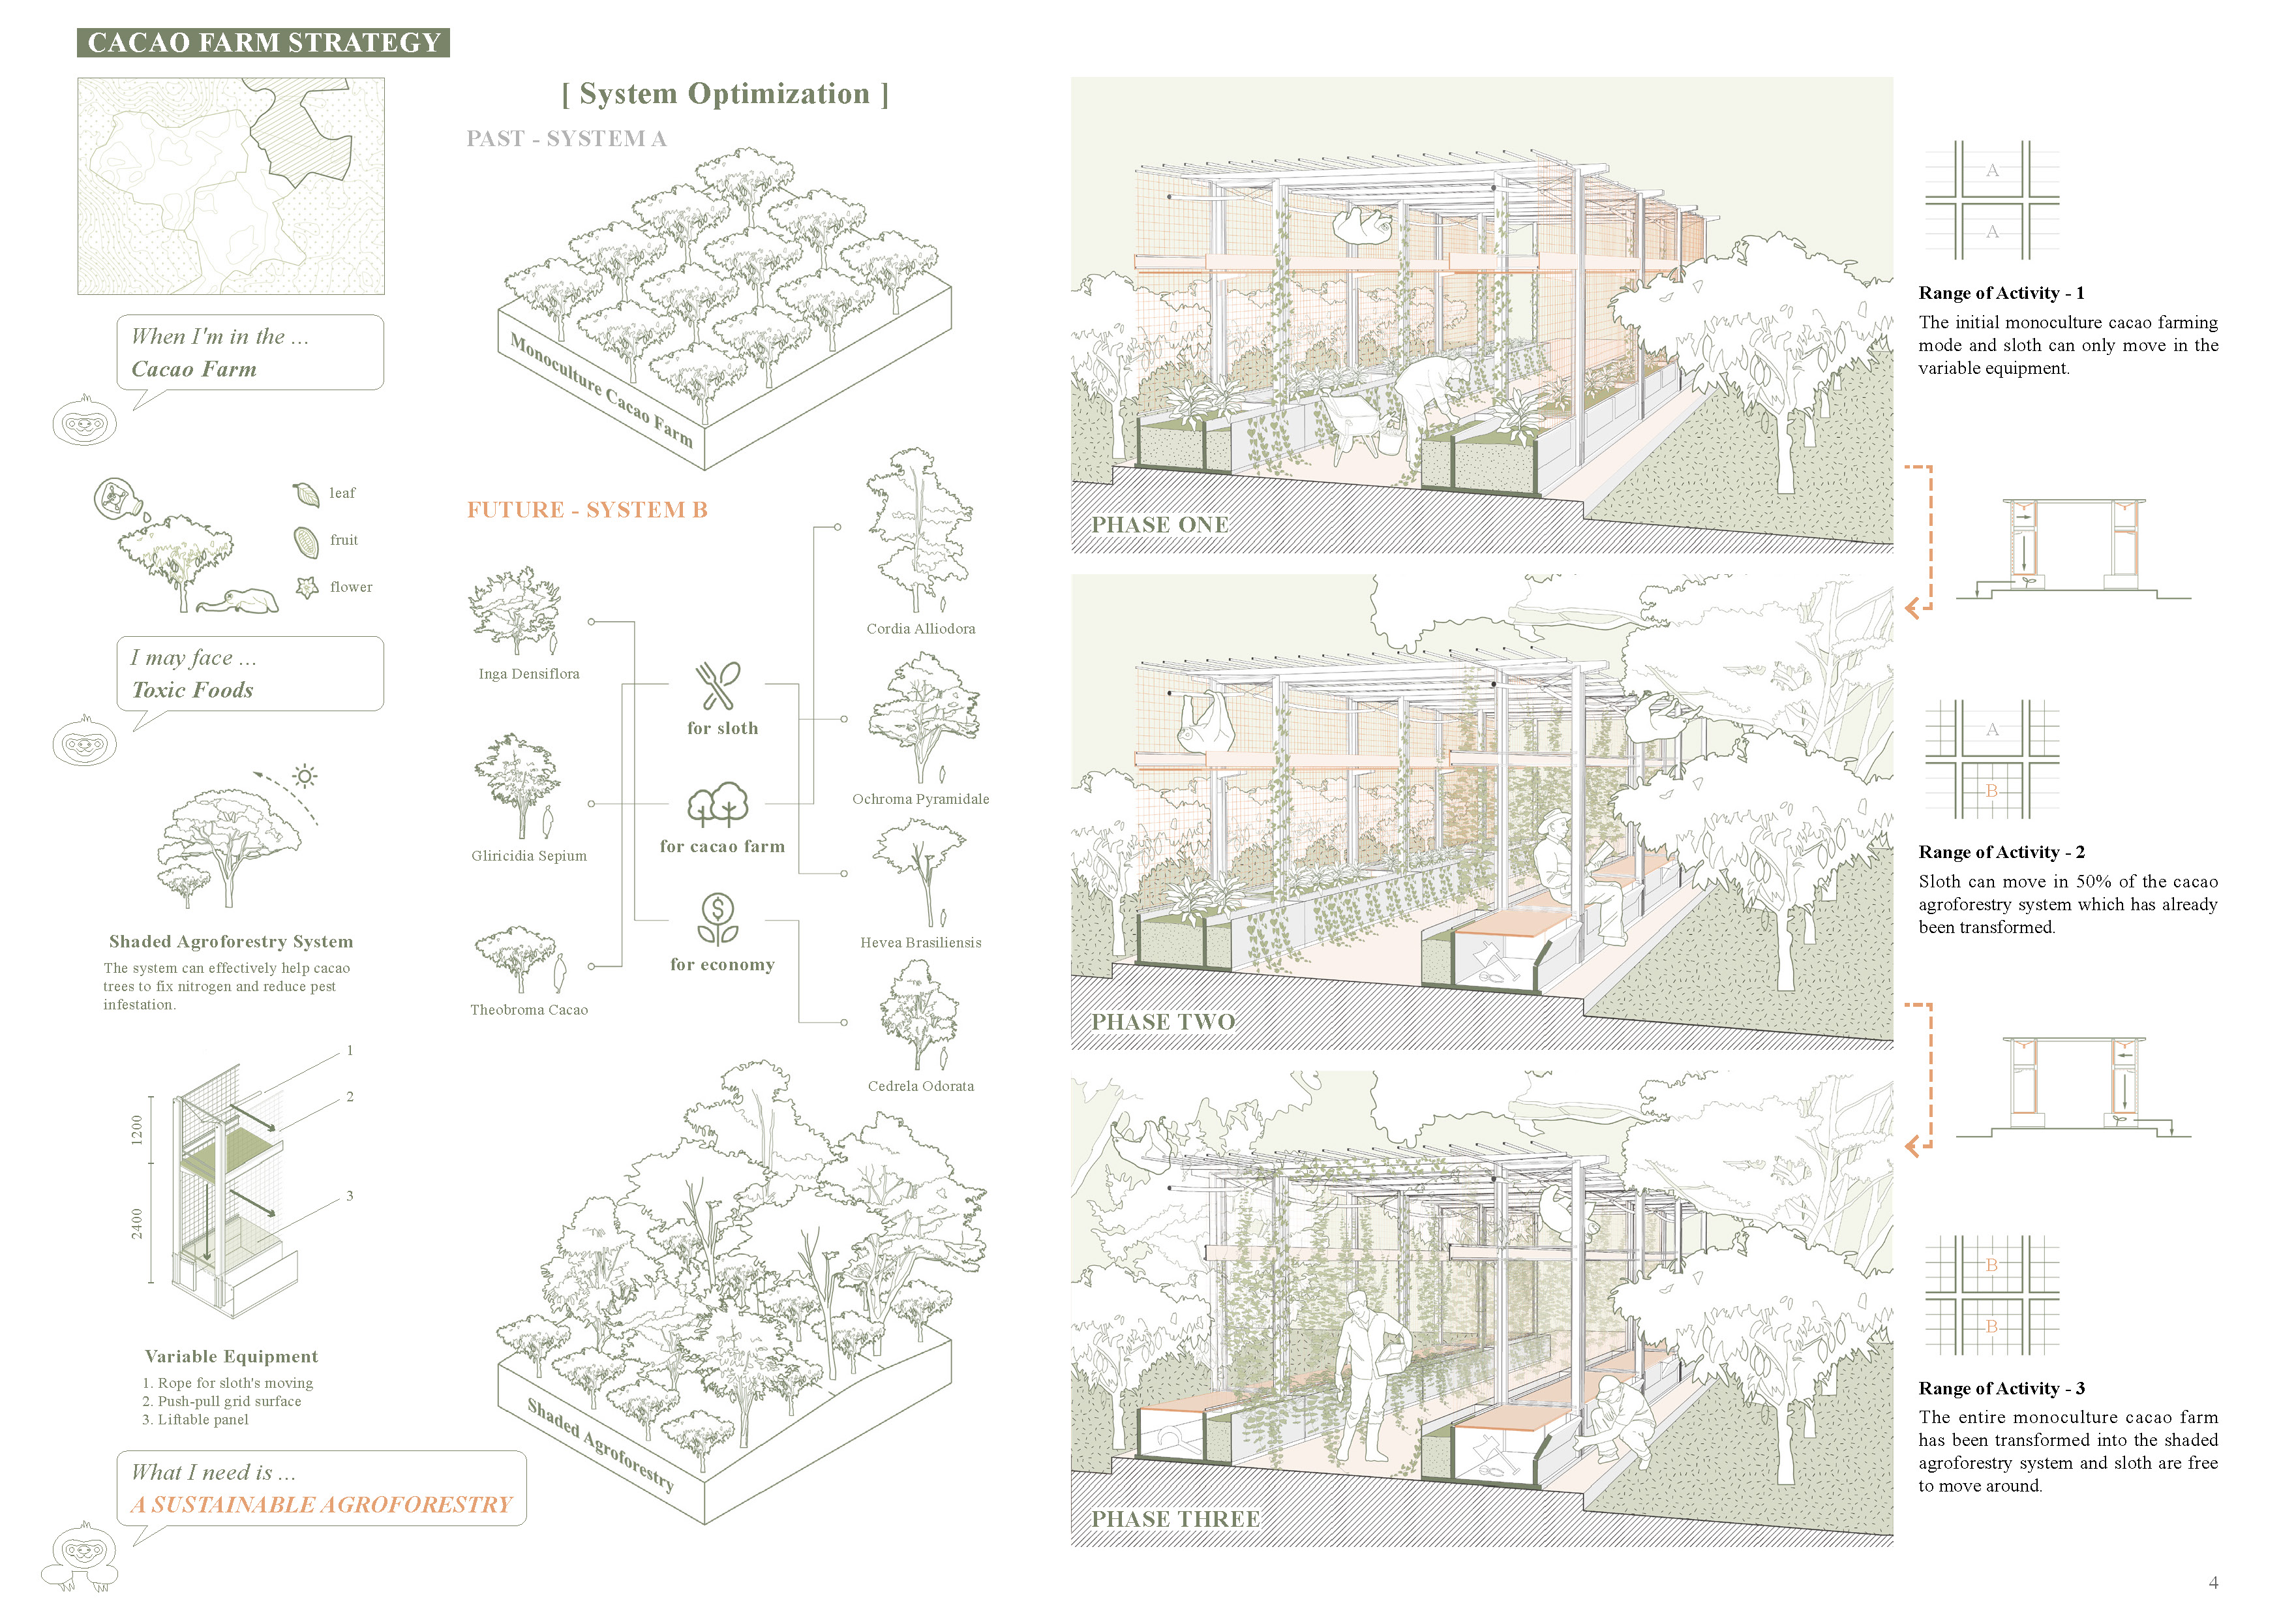 CACAO FARM STRATEGY
When I'm in the ...
Cacao Farm
leaf
fruit
flower
I may face ...
Toxic Foods
Shaded Agroforestry System
The system can effectively help cacao
trees to fix nitrogen and reduce pest
infestation.
1
2
3
1200
2400
Variable Equipment
1. Rope for sloth's moving
2. Push-pull grid surface
3. Liftable panel
What I need is ...
A SUSTAINABLE AGROFORESTRY
[ System Optimization ]
PAST - SYSTEM A
Monoculture Cacao Farm
FUTURE - SYSTEM B
Inga Densiflora
Gliricidia Sepium
Theobroma Cacao
for sloth
for cacao farm
for economy
Cordia Alliodora
Ochroma Pyramidale
Hevea Brasiliensis
Cedrela Odorata
Shaded Agroforestry
PHASE ONE
PHASE TWO
PHASE THREE
A
A
Range of Activity - 1
The initial monoculture cacao farming
mode and sloth can only move in the
variable equipment.
A
B
Range of Activity - 2
Sloth can move in 50% of the cacao
agroforestry system which has already
been transformed.
B
B
Range of Activity - 3
The entire monoculture cacao farm
has been transformed into the shaded
agroforestry system and sloth are free
to move around.
4